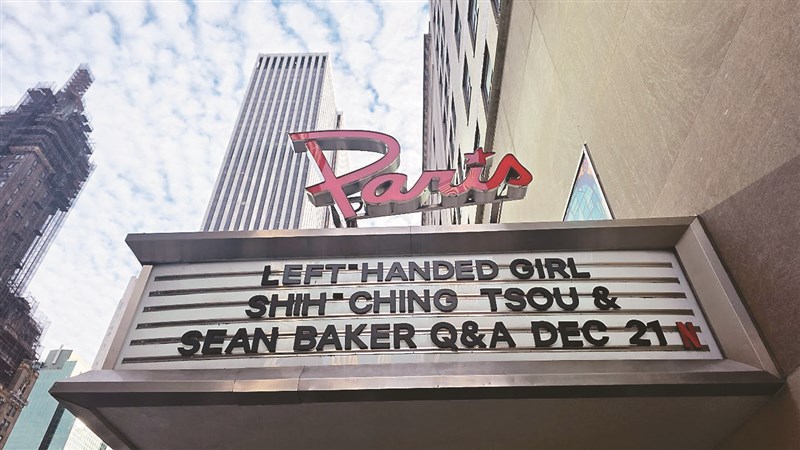 Paris
LEFT-HANDED GIRL
SHIH-CHING TSOU &
SEAN BAKER Q&A DEC 21 N